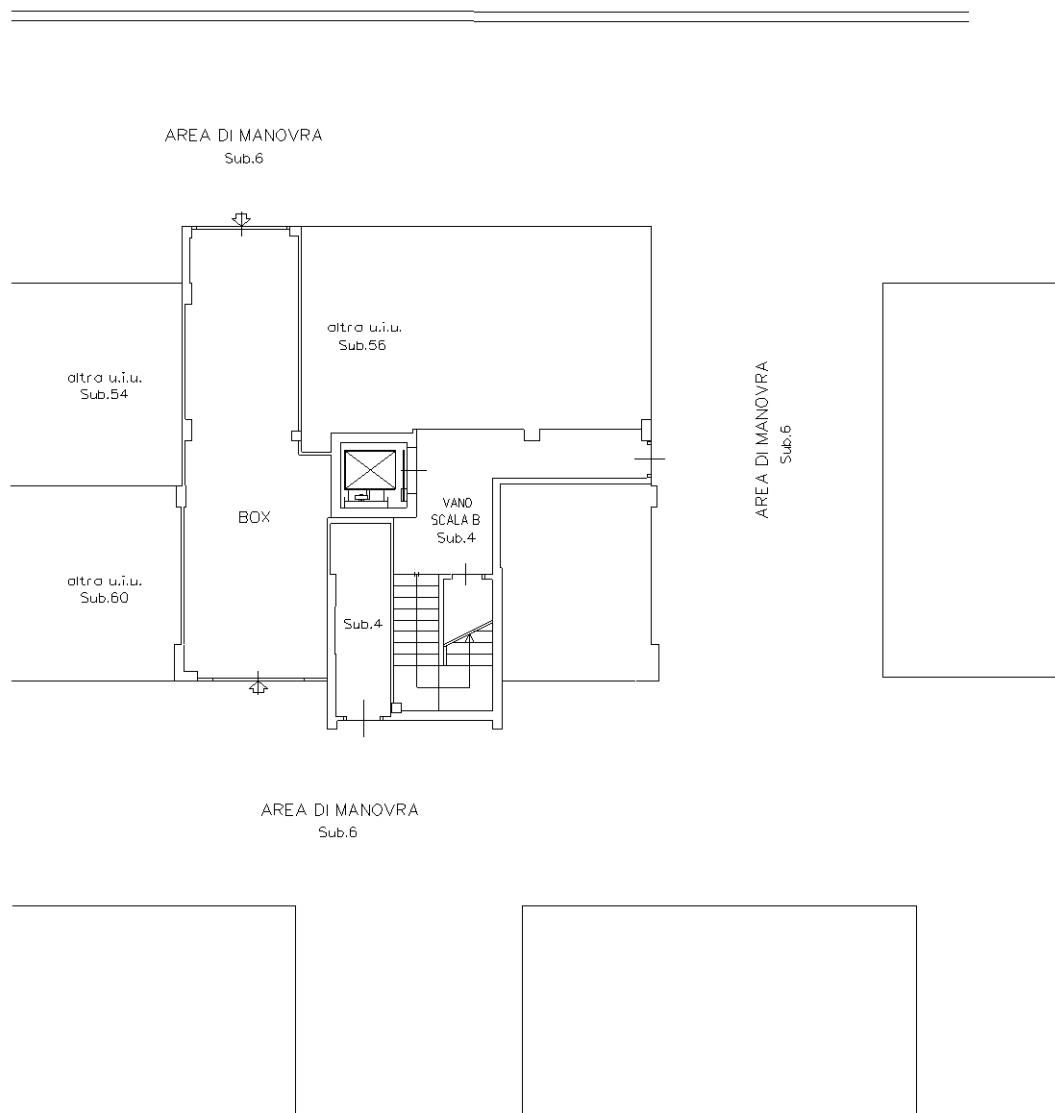 AREA DI MANOVRA
Sub.6
altra u.i.u.
Sub.56
altra u.i.u.
Sub.54
AREA DI MANOVRA
Sub.6
VANO
SCALA B
Sub.4
BOX
altra u.i.u.
Sub.60
Sub.4
AREA DI MANOVRA
Sub.6